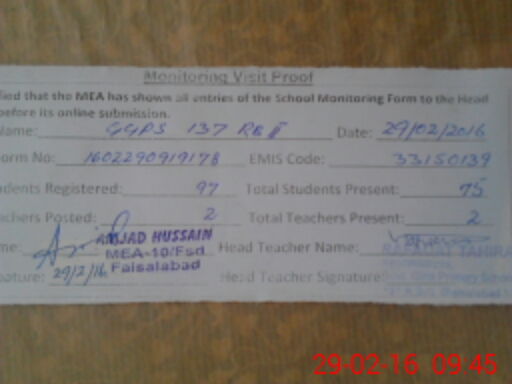 Monitoring Visit Proof
fied that the MEA has shown all entries of the School Monitoring Form to the Head
before its online submission.
Name: GGPS 137 RB II Date: 29/02/2016
orm No: 1602290919178 EMIS Code: 33150139
dents Registered: 97 Total Students Present: 75
achers Posted: 2 Total Teachers Present: 2
me: AMJAD HUSSAIN Head Teacher Name:
MEA-10/Fsd
Faisalabad
ature: 29/2/16 Head Teacher Signature
29-02-16 09:45